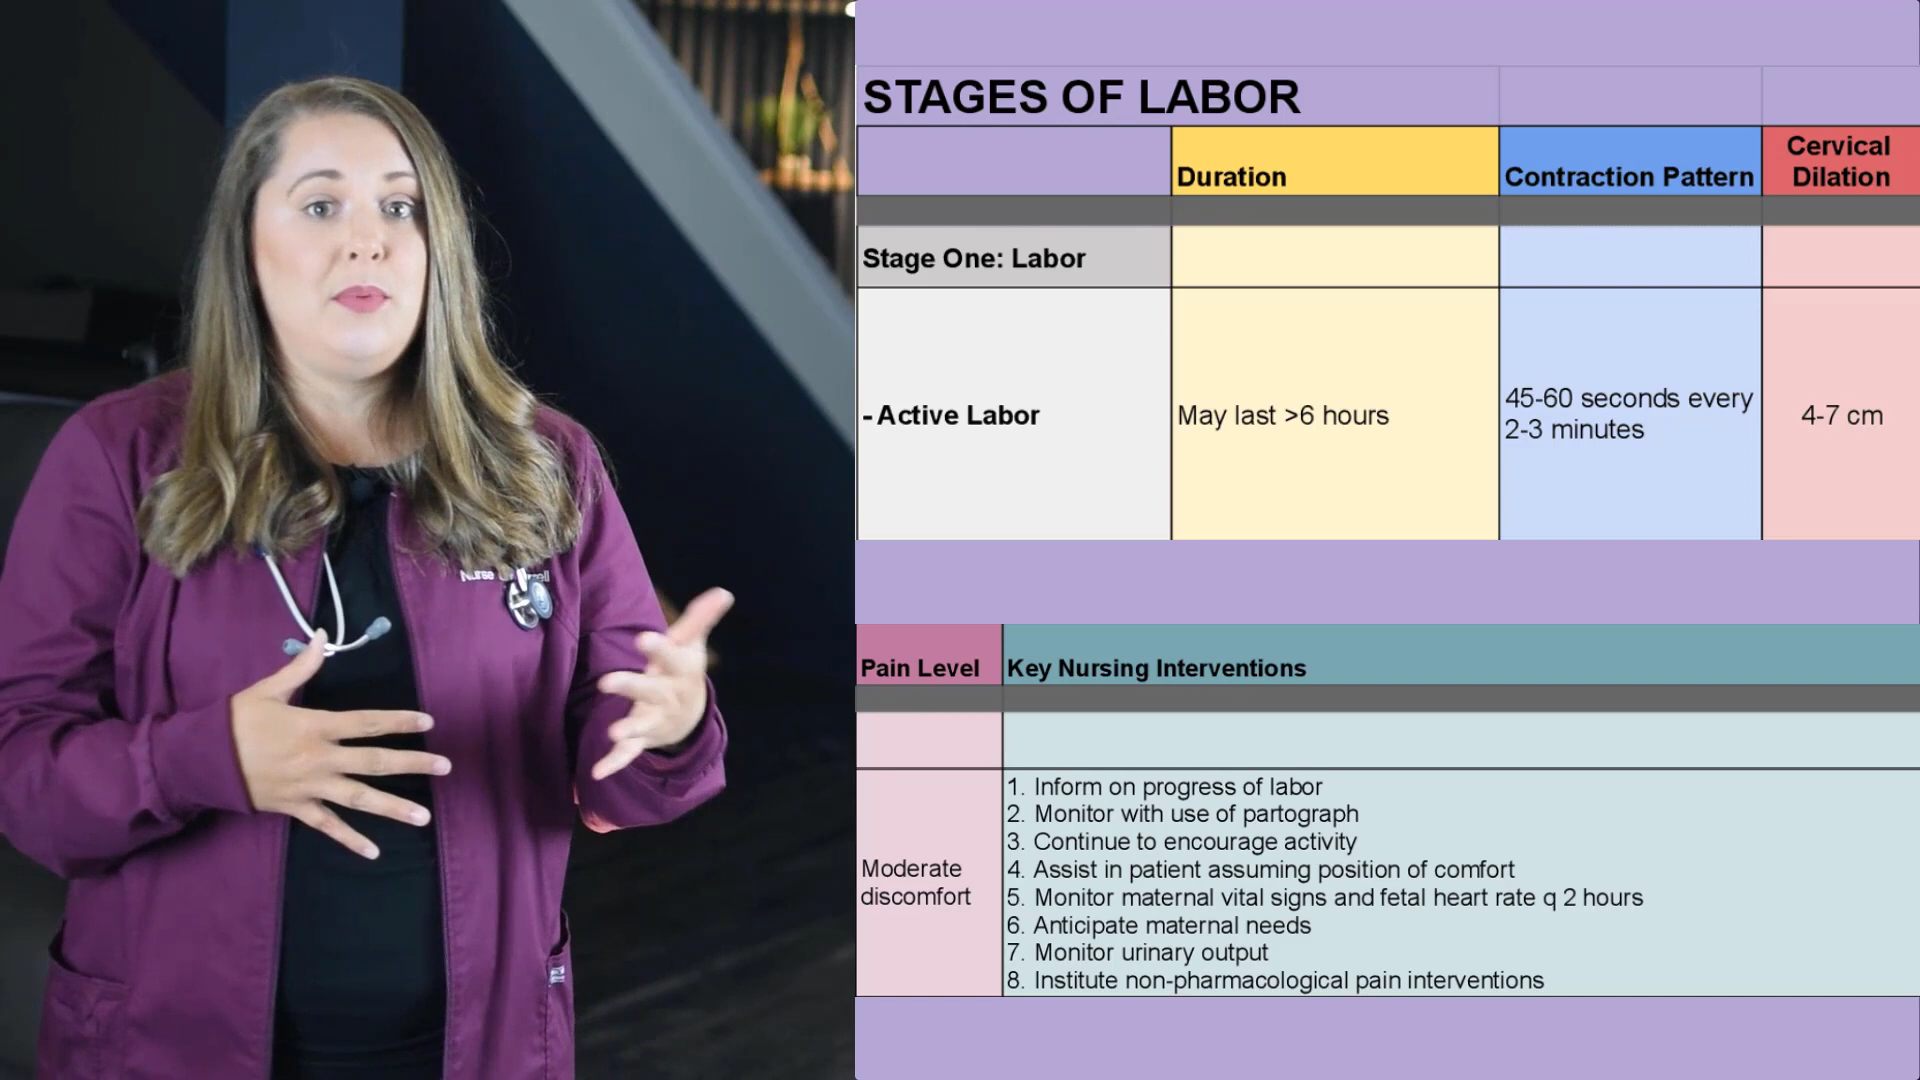 STAGES OF LABOR
Duration
Contraction Pattern
Cervical
Dilation
Stage One: Labor
- Active Labor
May last >6 hours
45-60 seconds every
2-3 minutes
4-7 cm
Pain Level
Key Nursing Interventions
Moderate
discomfort
1. Inform on progress of labor
2. Monitor with use of partograph
3. Continue to encourage activity
4. Assist in patient assuming position of comfort
5. Monitor maternal vital signs and fetal heart rate q 2 hours
6. Anticipate maternal needs
7. Monitor urinary output
8. Institute non-pharmacological pain interventions
Nurse